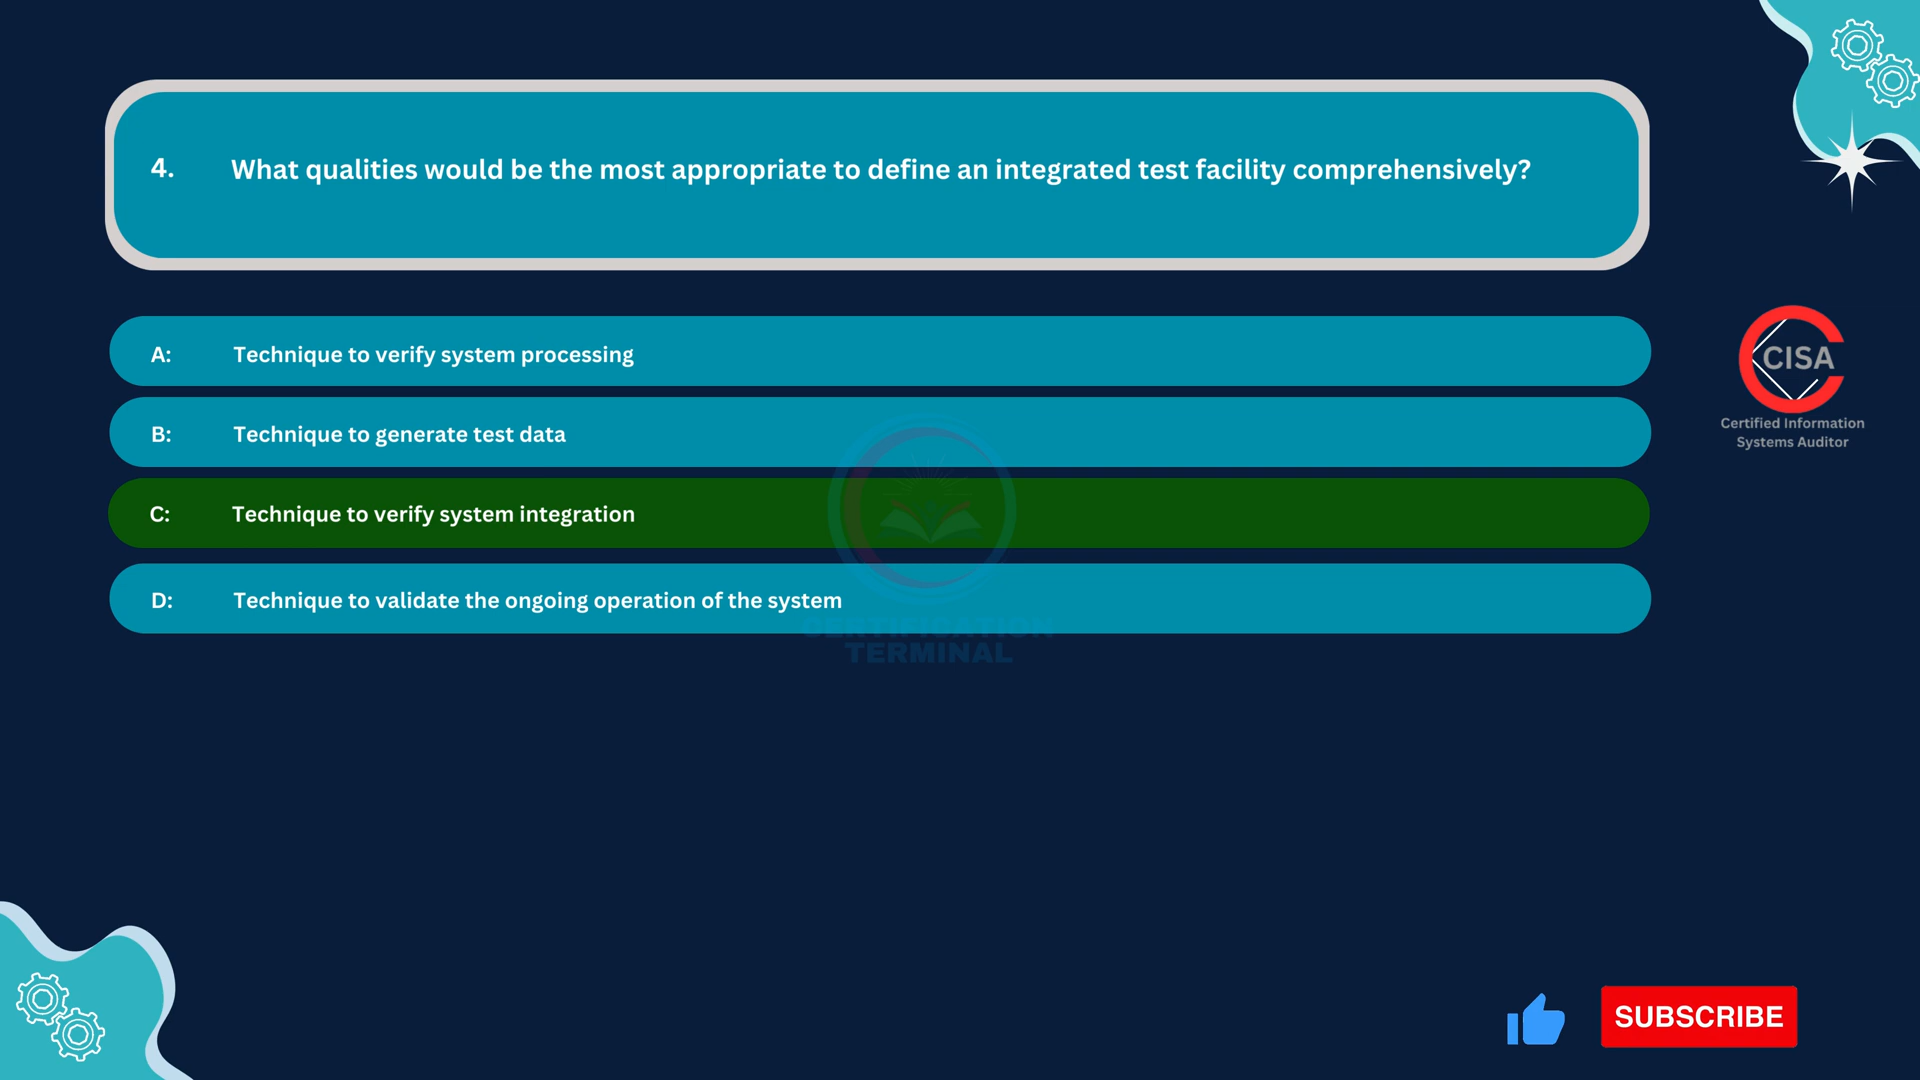 4. What qualities would be the most appropriate to define an integrated test facility comprehensively?
A: Technique to verify system processing
B: Technique to generate test data
C: Technique to verify system integration
D: Technique to validate the ongoing operation of the system
CISA
Certified Information
Systems Auditor
CERTIFICATION
TERMINAL
SUBSCRIBE